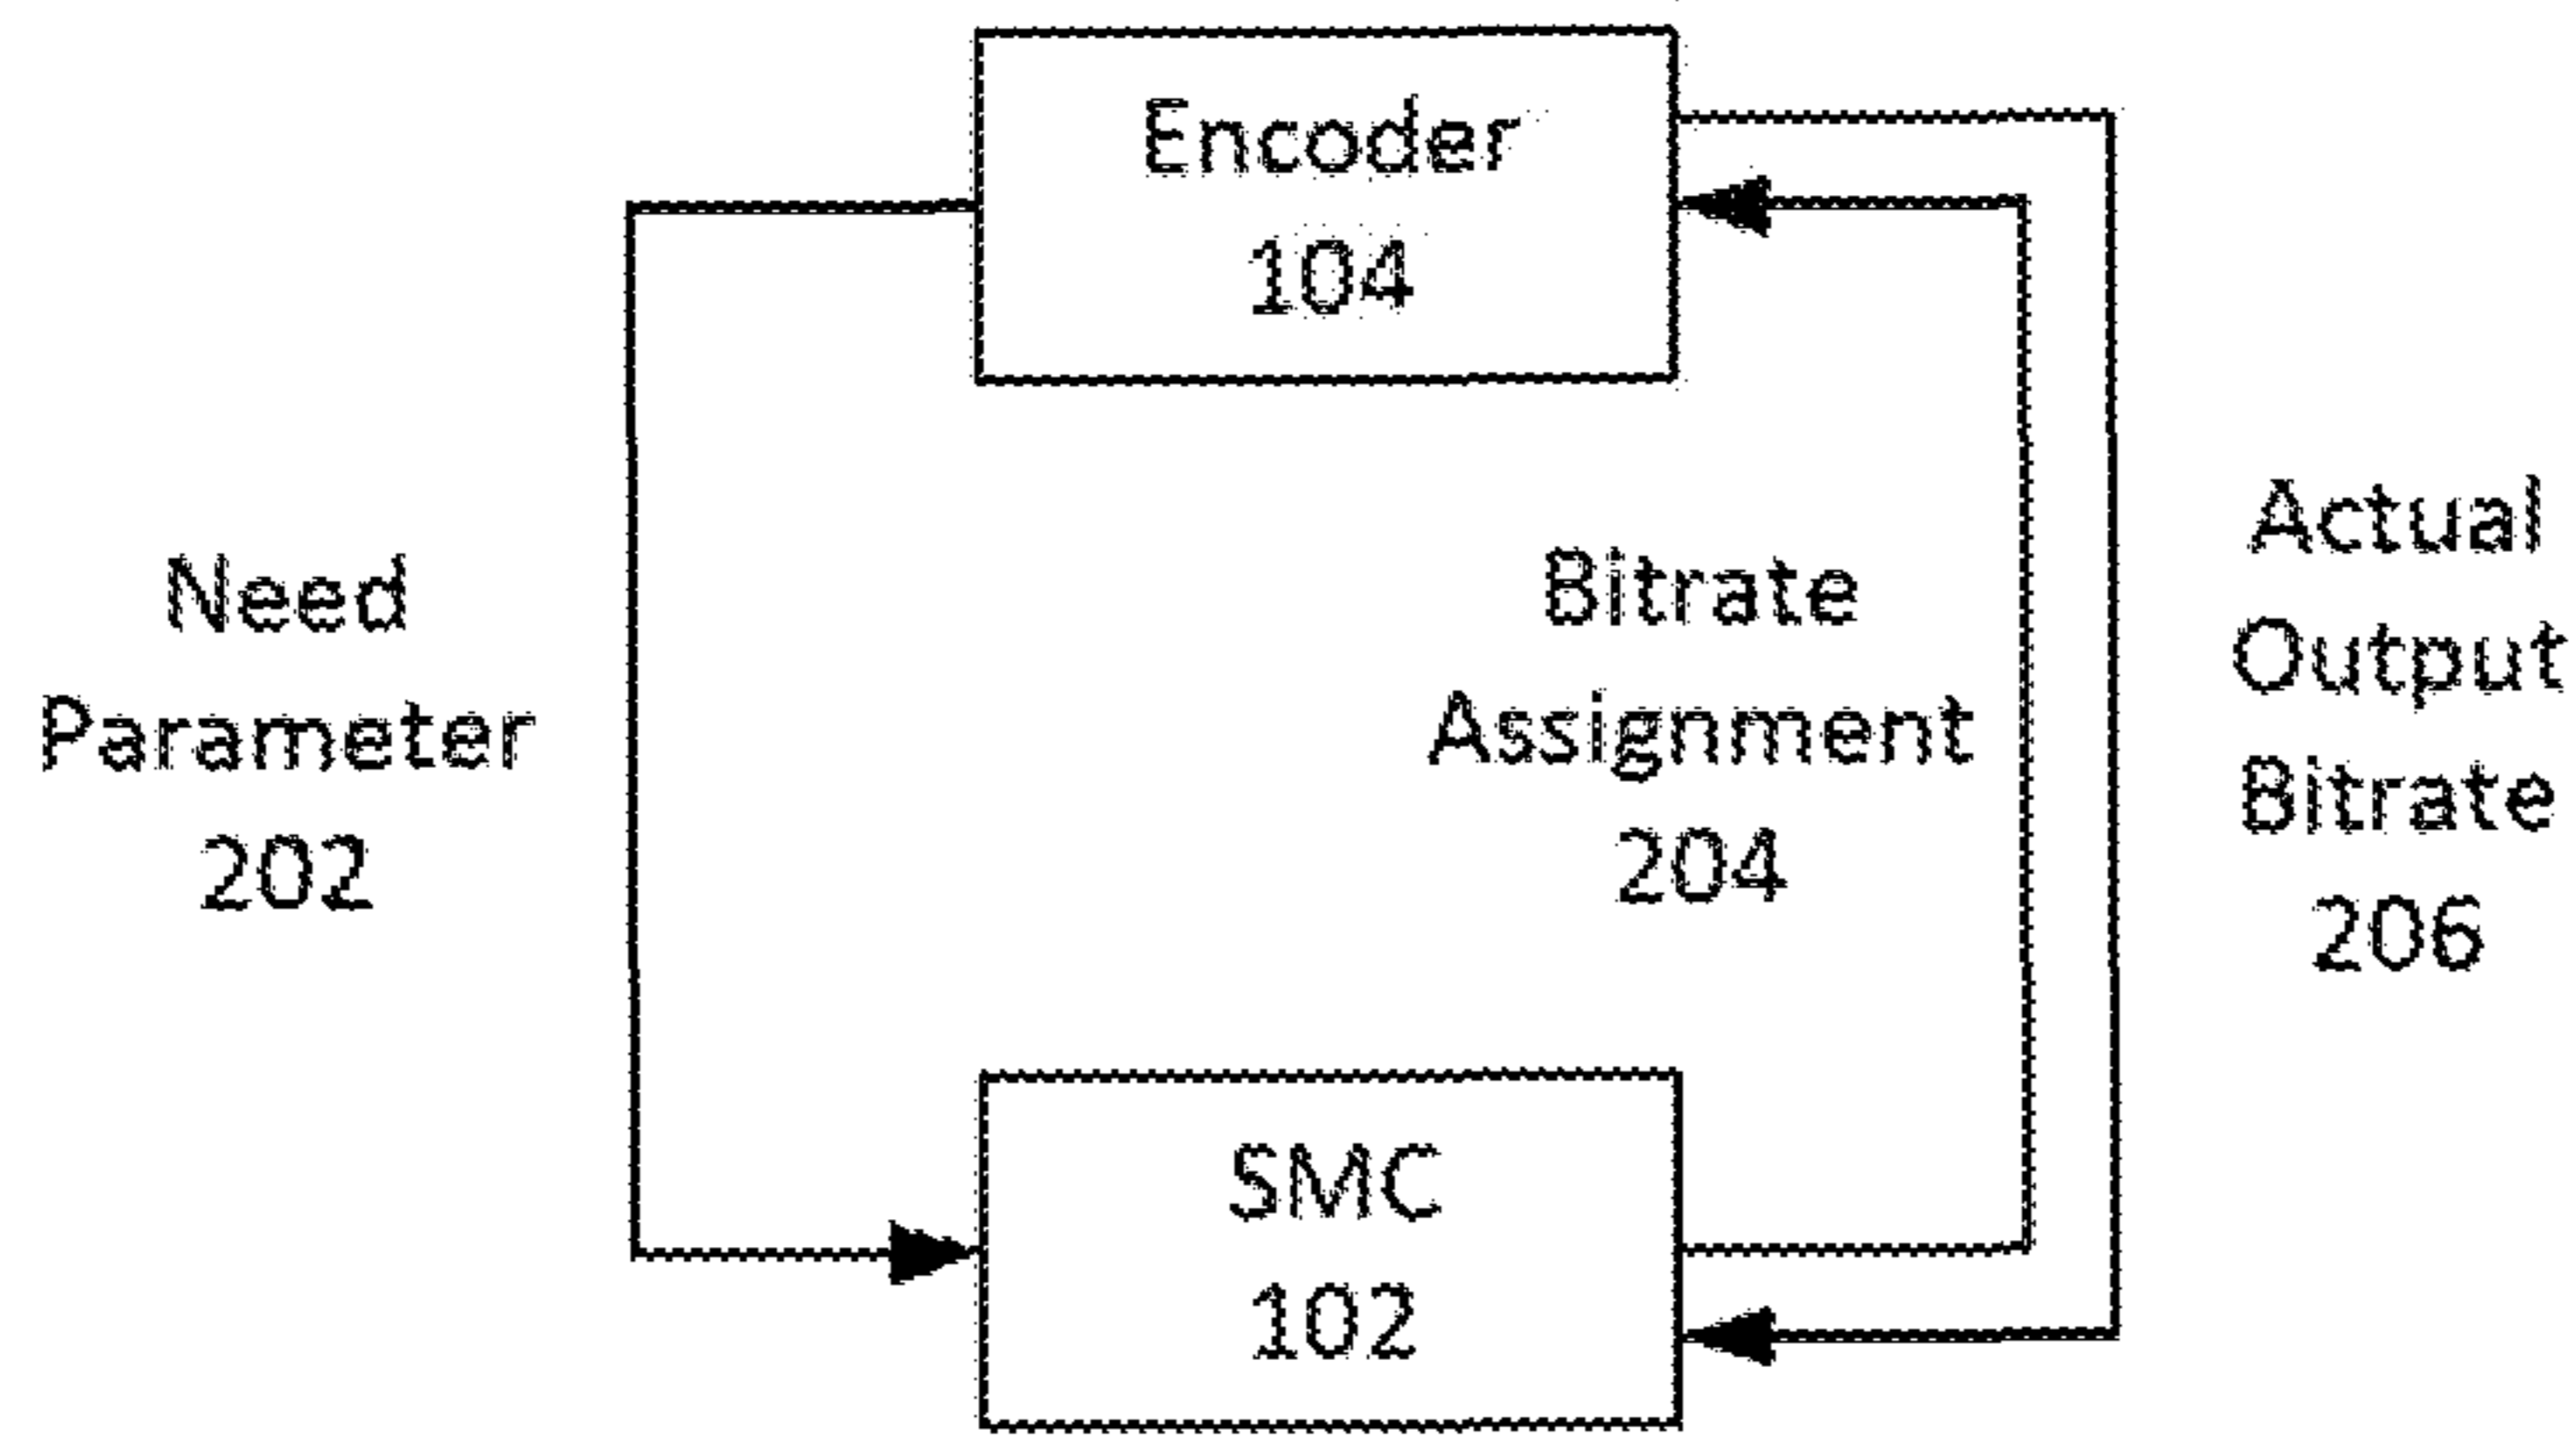 Encoder
104
Need
Parameter
202
Bitrate
Assignment
204
Actual
Output
Bitrate
206
SMC
102